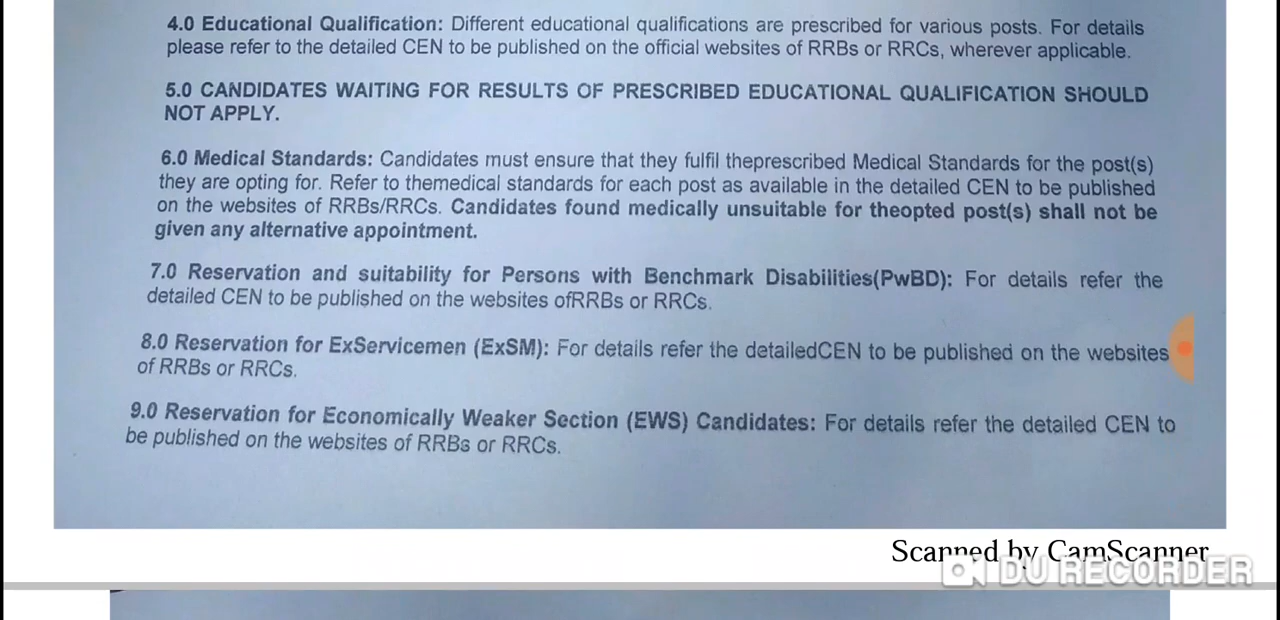 4.0 Educational Qualification: Different educational qualifications are prescribed for various posts. For details
please refer to the detailed CEN to be published on the official websites of RRBs or RRCs, wherever applicable.
5.0 CANDIDATES WAITING FOR RESULTS OF PRESCRIBED EDUCATIONAL QUALIFICATION SHOULD
NOT APPLY.
6.0 Medical Standards: Candidates must ensure that they fulfil theprescribed Medical Standards for the post(s)
they are opting for. Refer to themedical standards for each post as available in the detailed CEN to be published
on the websites of RRBs/RRCs. Candidates found medically unsuitable for theopted post(s) shall not be
given any alternative appointment.
7.0 Reservation and suitability for Persons with Benchmark Disabilities(PwBD): For details refer the
detailed CEN to be published on the websites ofRRBs or RRCs.
8.0 Reservation for ExServicemen (ExSM): For details refer the detailedCEN to be published on the websites
of RRBs or RRCs.
9.0 Reservation for Economically Weaker Section (EWS) Candidates: For details refer the detailed CEN to
be published on the websites of RRBs or RRCs.
Scanned by CamScanner
DU RECORDER